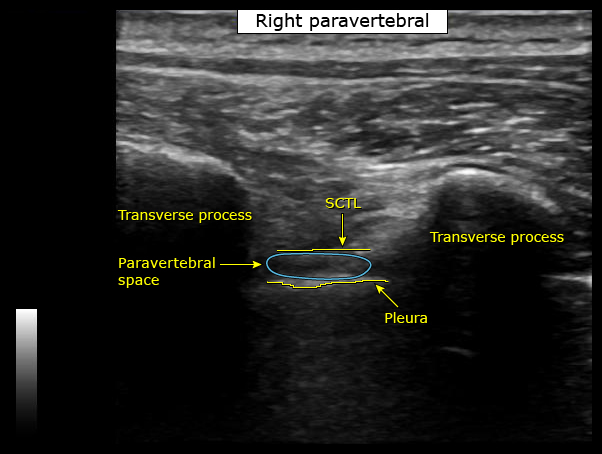 Right paravertebral
SCTL
Transverse process
Transverse process
Paravertebral
space
Pleura